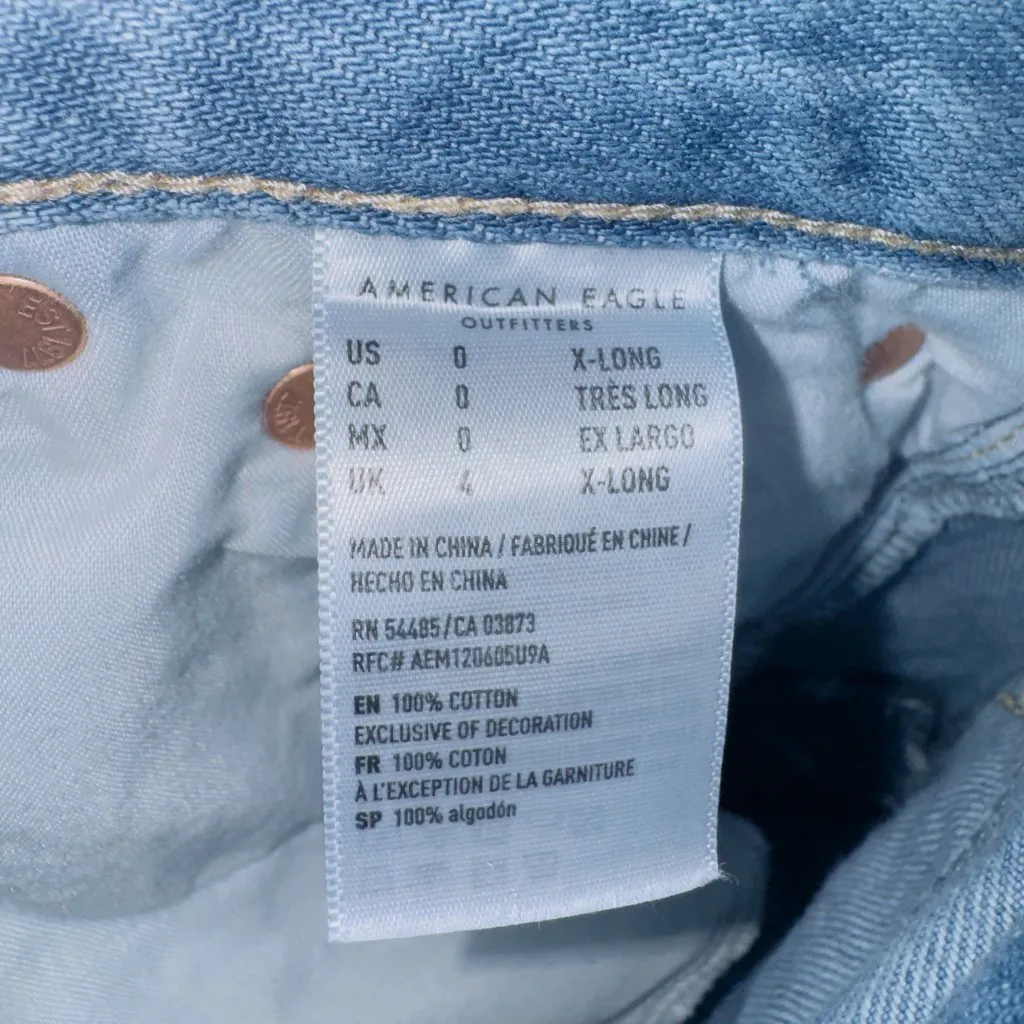 AMERICAN EAGLE
OUTFITTERS
US 0 X-LONG
CA 0 TRÈS LONG
MX 0 EX LARGO
UK 4 X-LONG
MADE IN CHINA / FABRIQUÉ EN CHINE /
HECHO EN CHINA
RN 54485/CA 03873
RFC# AEM120605U9A
EN 100% COTTON
EXCLUSIVE OF DECORATION
FR 100% COTON
À L'EXCEPTION DE LA GARNITURE
SP 100% algodón